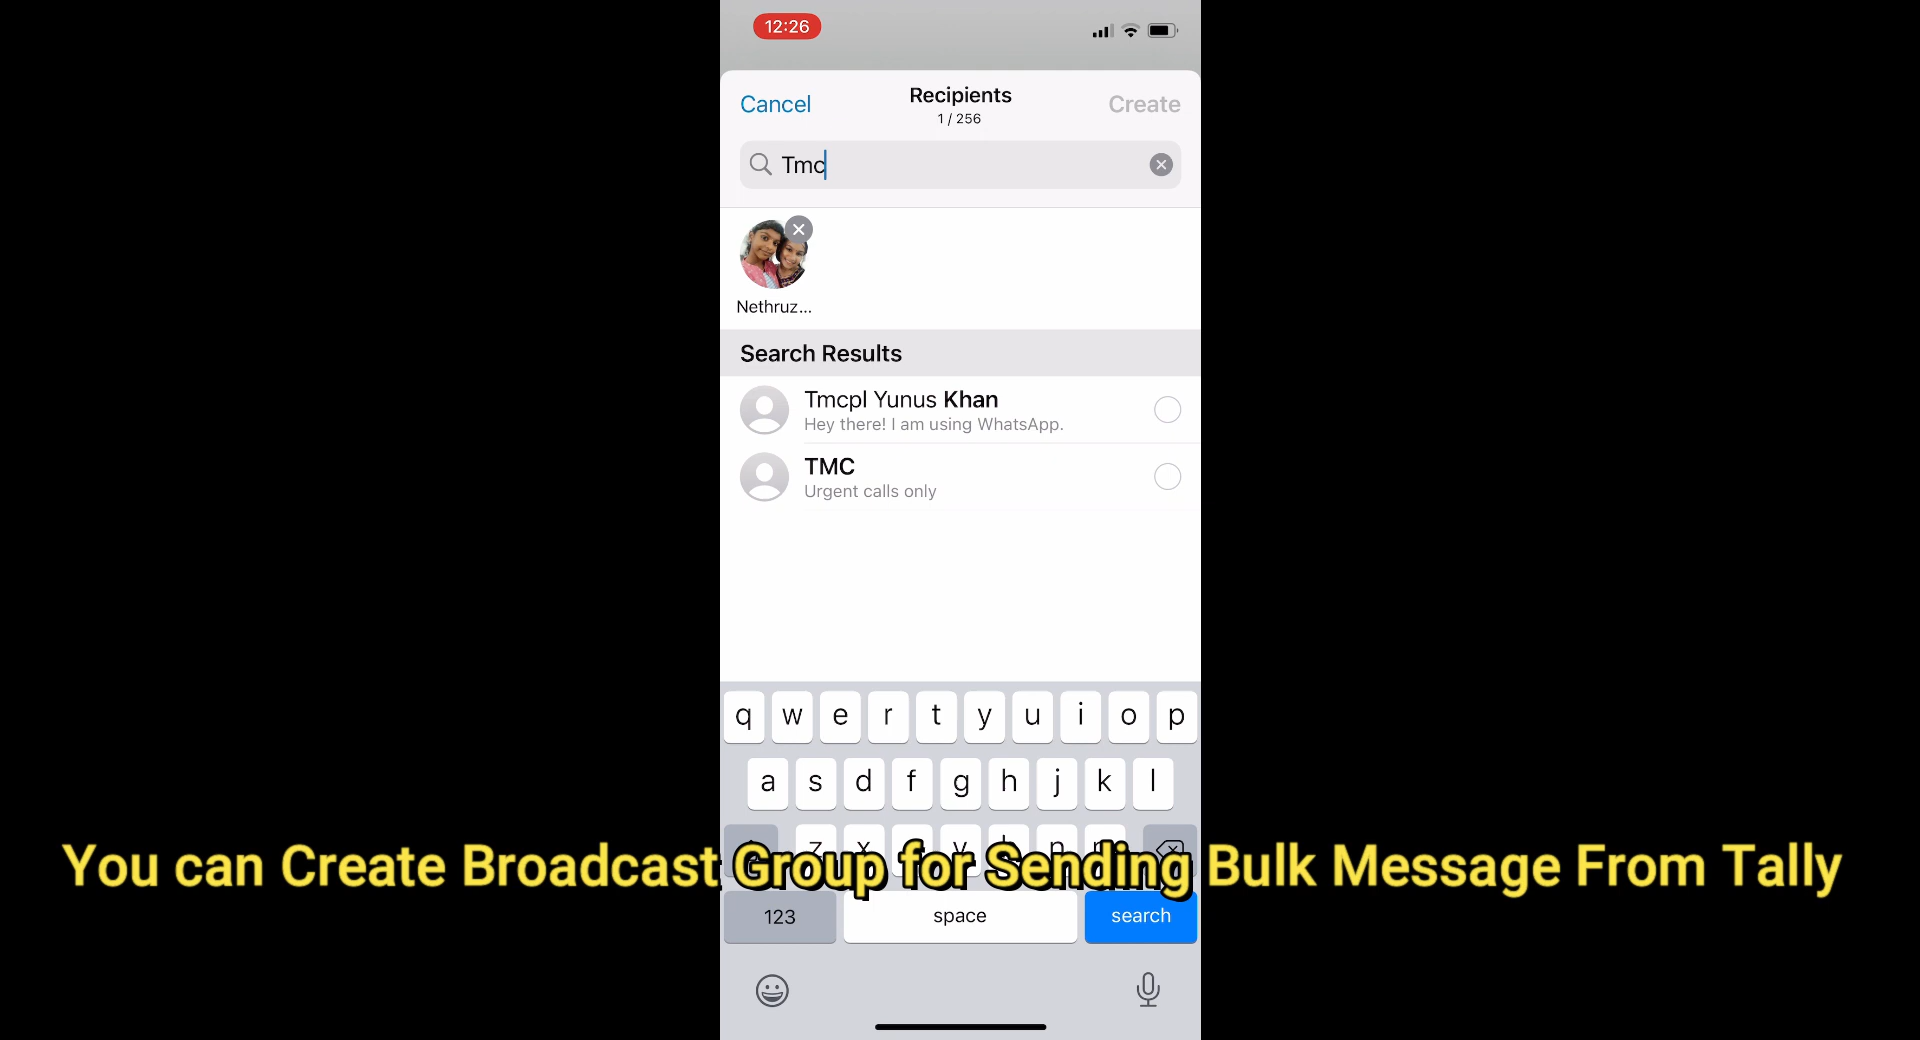 12:26
Cancel
Recipients
Create
1 / 256
Tmc
Nethruz...
Search Results
Tmcpl Yunus Khan
Hey there! I am using WhatsApp.
TMC
Urgent calls only
q w e r t y u i o p
a s d f g h j k l
z x v n
You can Create Broadcast Group for Sending Bulk Message From Tally
123 space search